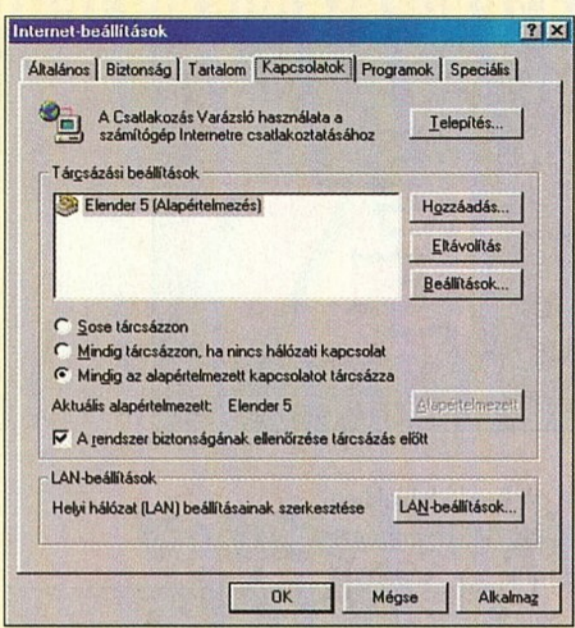 Internet-beállítások
Általános
Biztonság
Tartalom
Kapcsolatok
Programok
Speciális
A Csatlakozás Varázsló használata a
számítógép Internetre csatlakoztatásához
Telepítés...
Tárcsázási beállítások
Elender 5 (Alapértelmezés)
Hozzáadás...
Eltávolítás
Beállítások...
Sose tárcsázzon
Mindig tárcsázzon, ha nincs hálózati kapcsolat
Mindig az alapértelmezett kapcsolatot tárcsázza
Aktuális alapértelmezett: Elender 5
Alapértelmezett
A rendszer biztonságának ellenőrzése tárcsázás előtt
LAN-beállítások
Helyi hálózat (LAN) beállításainak szerkesztése
LAN-beállítások...
OK
Mégse
Alkalmaz